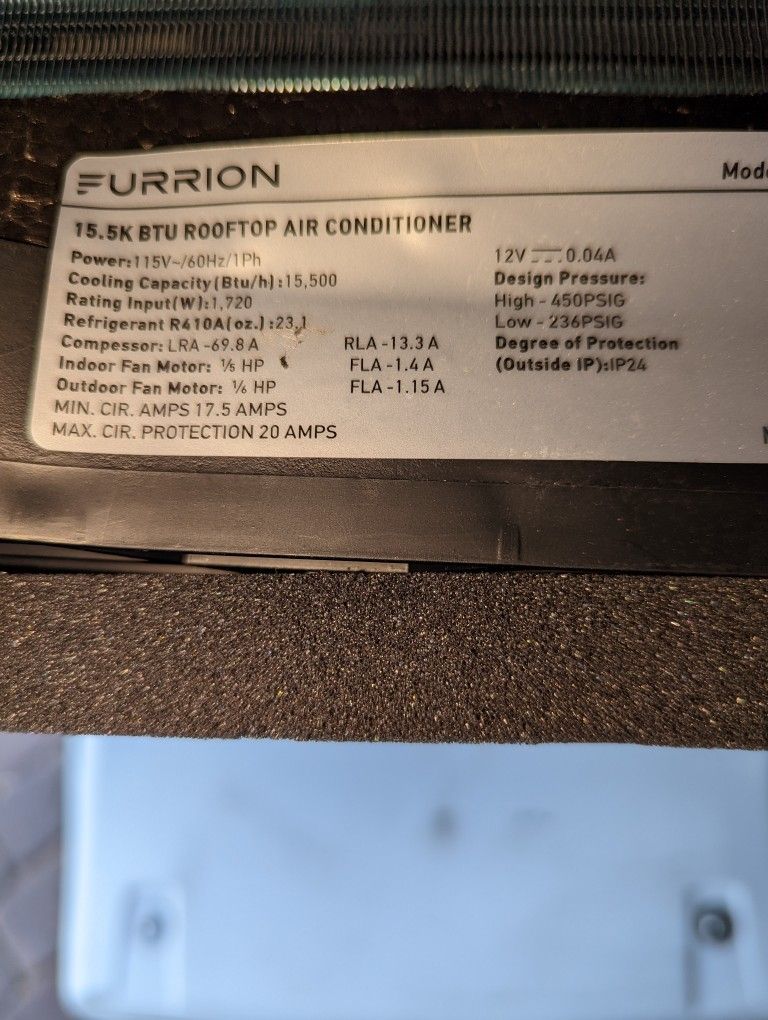 FURRION
15.5K BTU ROOFTOP AIR CONDITIONER
Power:115V~/60Hz/1Ph
Cooling Capacity(Btu/h):15,500
Rating Input(W):1,720
Refrigerant R410A(oz.):23.1
Compessor: LRA -69.8 A RLA -13.3 A
Indoor Fan Motor: ⅕ HP FLA -1.4 A
Outdoor Fan Motor: ⅙ HP FLA -1.15 A
MIN. CIR. AMPS 17.5 AMPS
MAX. CIR. PROTECTION 20 AMPS
12V ⎓ 0.04A
Design Pressure:
High - 450PSIG
Low - 236PSIG
Degree of Protection
(Outside IP):IP24